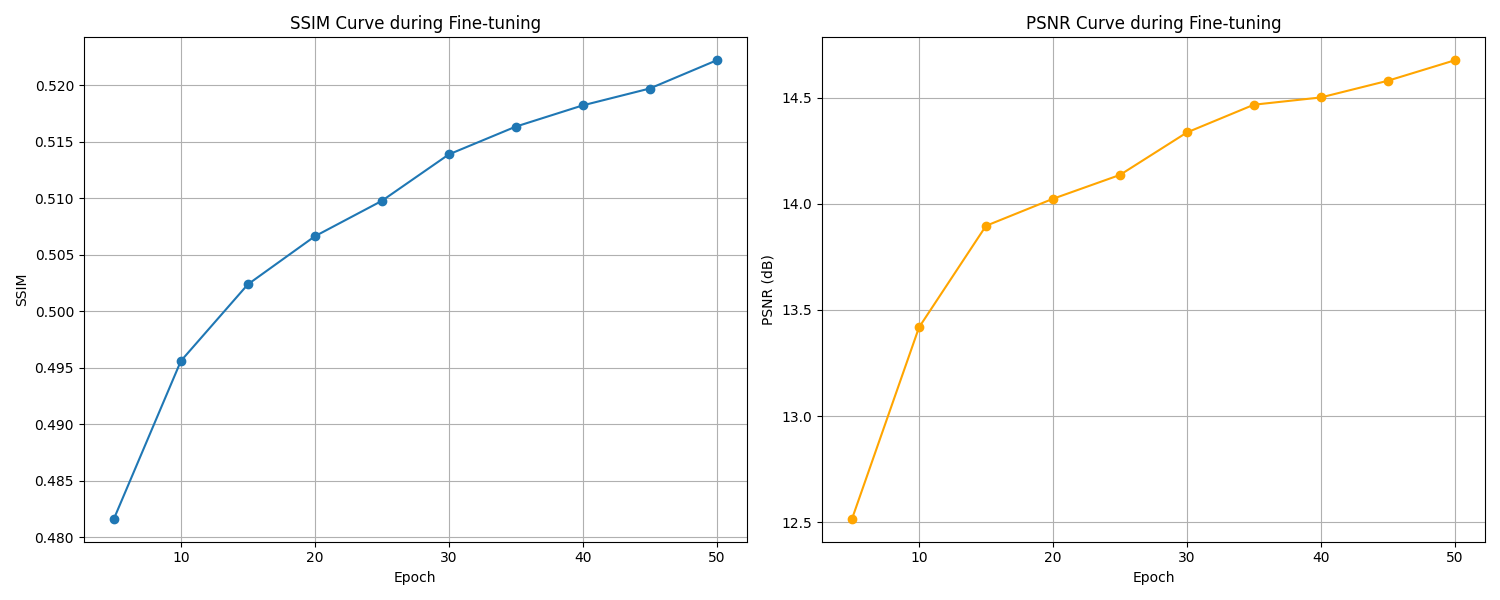 SSIM Curve during Fine-tuning
0.520
0.515
0.510
0.505
0.500
0.495
0.490
0.485
0.480
SSIM
10 20 30 40 50
Epoch
PSNR Curve during Fine-tuning
14.5
14.0
13.5
13.0
12.5
PSNR (dB)
10 20 30 40 50
Epoch